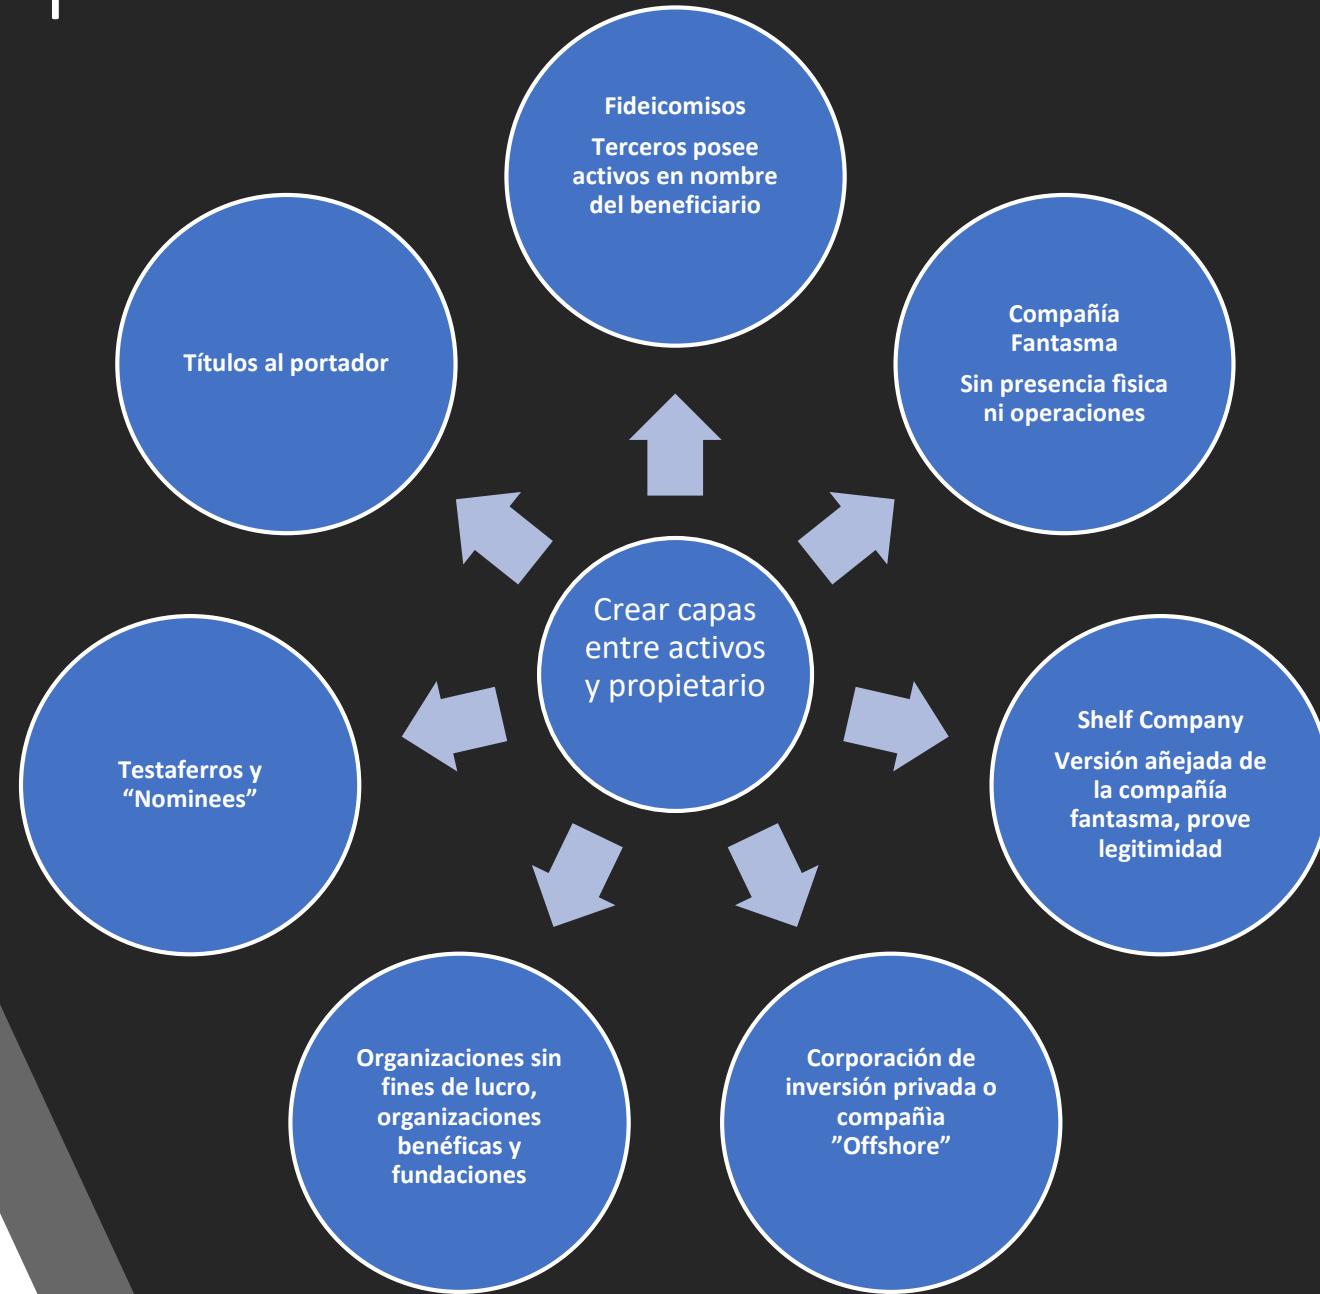 Fideicomisos
Terceros posee
activos en nombre
del beneficiario
Compañía
Fantasma
Sin presencia fìsica
ni operaciones
Shelf Company
Versión añejada de
la compañía
fantasma, prove
legitimidad
Corporación de
inversión privada o
compañìa
”Offshore”
Organizaciones sin
fines de lucro,
organizaciones
benéficas y
fundaciones
Testaferros y
“Nominees”
Títulos al portador
Crear capas
entre activos
y propietario